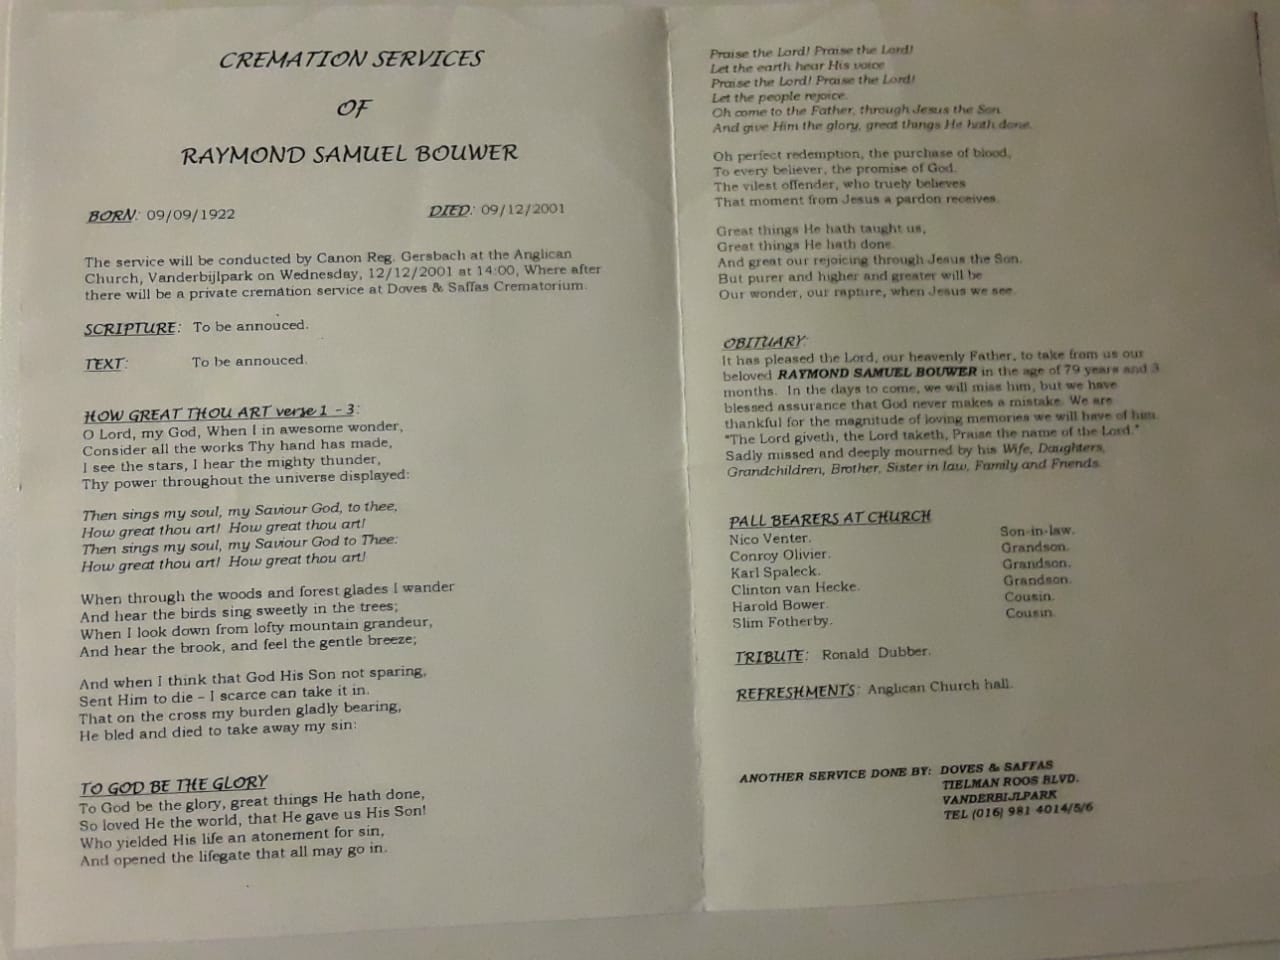 CREMATION SERVICES
OF
RAYMOND SAMUEL BOUWER
BORN: 09/09/1922 DIED: 09/12/2001
The service will be conducted by Canon Reg. Gersbach at the Anglican
Church, Vanderbijlpark on Wednesday, 12/12/2001 at 14:00, Where after
there will be a private cremation service at Doves & Saffas Crematorium.
SCRIPTURE: To be annouced.
TEXT: To be annouced.
HOW GREAT THOU ART verse 1 - 3:
O Lord, my God, When I in awesome wonder,
Consider all the works Thy hand has made,
I see the stars, I hear the mighty thunder,
Thy power throughout the universe displayed:
Then sings my soul, my Saviour God, to thee,
How great thou art! How great thou art!
Then sings my soul, my Saviour God to Thee:
How great thou art! How great thou art!
When through the woods and forest glades I wander
And hear the birds sing sweetly in the trees;
When I look down from lofty mountain grandeur,
And hear the brook, and feel the gentle breeze;
And when I think that God His Son not sparing,
Sent Him to die - I scarce can take it in.
That on the cross my burden gladly bearing,
He bled and died to take away my sin:
TO GOD BE THE GLORY
To God be the glory, great things He hath done,
So loved He the world, that He gave us His Son!
Who yielded His life an atonement for sin,
And opened the lifegate that all may go in.
Praise the Lord! Praise the Lord!
Let the earth hear His voice
Praise the Lord! Praise the Lord!
Let the people rejoice.
Oh come to the Father, through Jesus the Son
And give Him the glory, great things He hath done.
Oh perfect redemption, the purchase of blood,
To every believer, the promise of God.
The vilest offender, who truely believes
That moment from Jesus a pardon receives.
Great things He hath taught us,
Great things He hath done.
And great our rejoicing through Jesus the Son.
But purer and higher and greater will be
Our wonder, our rapture, when Jesus we see.
OBITUARY:
It has pleased the Lord, our heavenly Father, to take from us our
beloved RAYMOND SAMUEL BOUWER in the age of 79 years and 3
months. In the days to come, we will miss him, but we have
blessed assurance that God never makes a mistake. We are
thankful for the magnitude of loving memories we will have of him.
"The Lord giveth, the Lord taketh, Praise the name of the Lord."
Sadly missed and deeply mourned by his Wife, Daughters,
Grandchildren, Brother, Sister in law, Family and Friends.
PALL BEARERS AT CHURCH
Nico Venter. Son-in-law.
Conroy Olivier. Grandson.
Karl Spaleck. Grandson.
Clinton van Hecke. Grandson.
Harold Bower. Cousin.
Slim Fotherby. Cousin.
TRIBUTE: Ronald Dubber.
REFRESHMENTS: Anglican Church hall.
ANOTHER SERVICE DONE BY: DOVES & SAFFAS
TIELMAN ROOS BLVD.
VANDERBIJLPARK
TEL (016) 981 4014/5/6